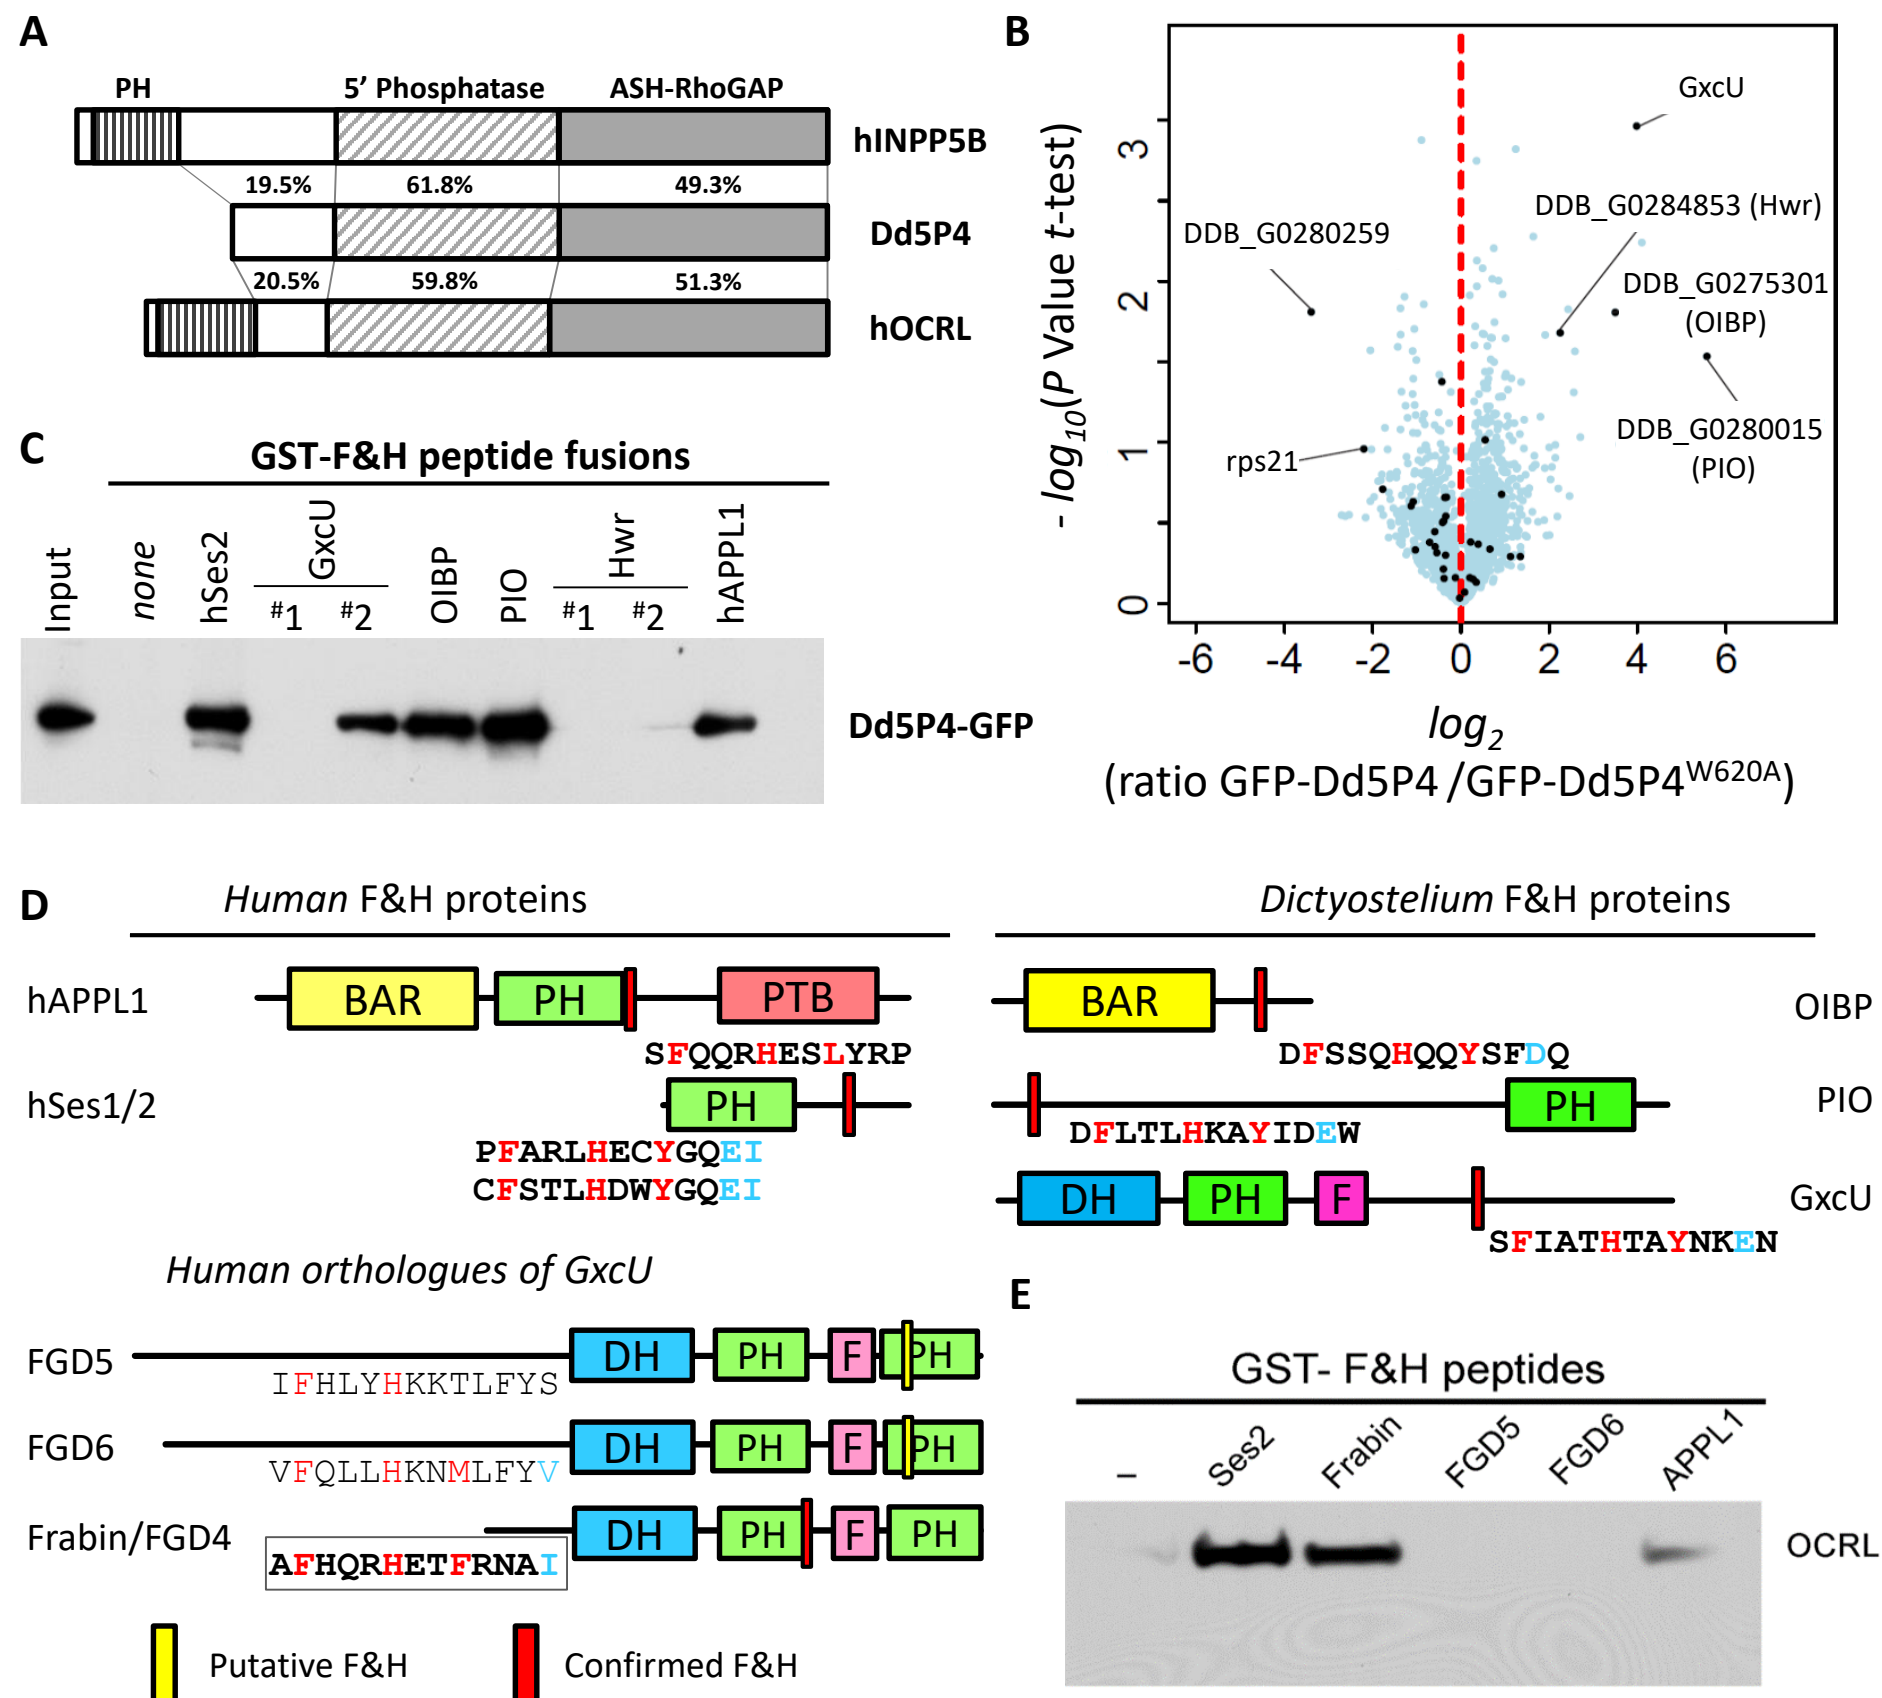 A
PH
5’ Phosphatase
ASH-RhoGAP
hINPP5B
19.5%
61.8%
49.3%
Dd5P4
20.5%
59.8%
51.3%
hOCRL
B
- log10(P Value t-test)
3
2
1
0
GxcU
DDB_G0284853 (Hwr)
DDB_G0280259
DDB_G0275301
(OIBP)
DDB_G0280015
(PIO)
rps21
-6 -4 -2 0 2 4 6
log2
(ratio GFP-Dd5P4 /GFP-Dd5P4W620A)
C
GST-F&H peptide fusions
Input
none
hSes2
GxcU
#1 #2
OIBP
PIO
Hwr
#1 #2
hAPPL1
Dd5P4-GFP
D
Human F&H proteins
hAPPL1
BAR
PH
PTB
SFQQRHESLYRP
hSes1/2
PH
PFARLHECYGQEI
CFSTLHDWYGQEI
Dictyostelium F&H proteins
BAR
OIBP
DFSSQHQQYSFDQ
PH
PIO
DFLTLHKAYIDEW
DH
PH
F
GxcU
SFIATHTAYNKEN
Human orthologues of GxcU
FGD5
DH
PH
F
PH
IFHLYHKKTLFYS
FGD6
DH
PH
F
PH
VFQLLHKNMLFYV
Frabin/FGD4
DH
PH
F
PH
AFHQRHETFRNAI
Putative F&H
Confirmed F&H
E
GST- F&H peptides
–
Ses2
Frabin
FGD5
FGD6
APPL1
OCRL